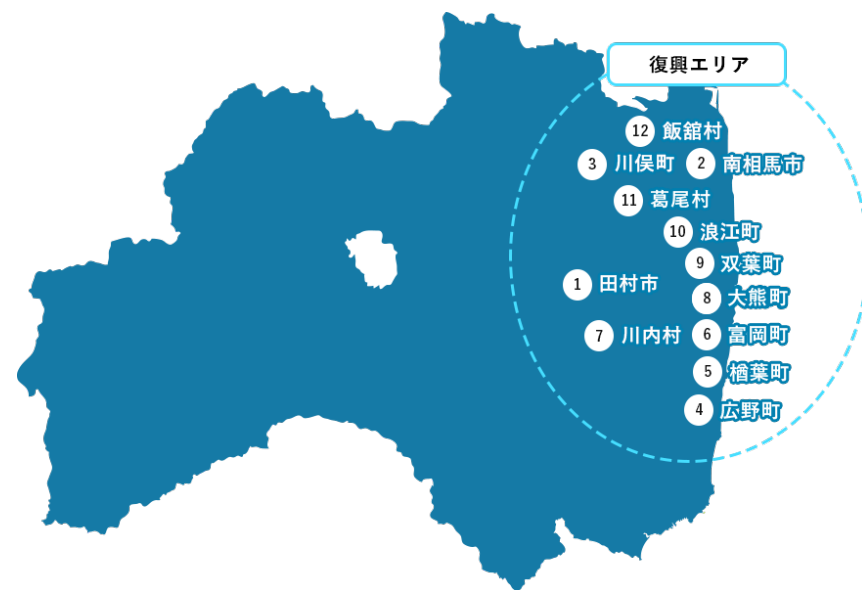 復興エリア
12 飯舘村
3 川俣町
2 南相馬市
11 葛尾村
10 浪江町
9 双葉町
1 田村市
8 大熊町
7 川内村
6 富岡町
5 楢葉町
4 広野町